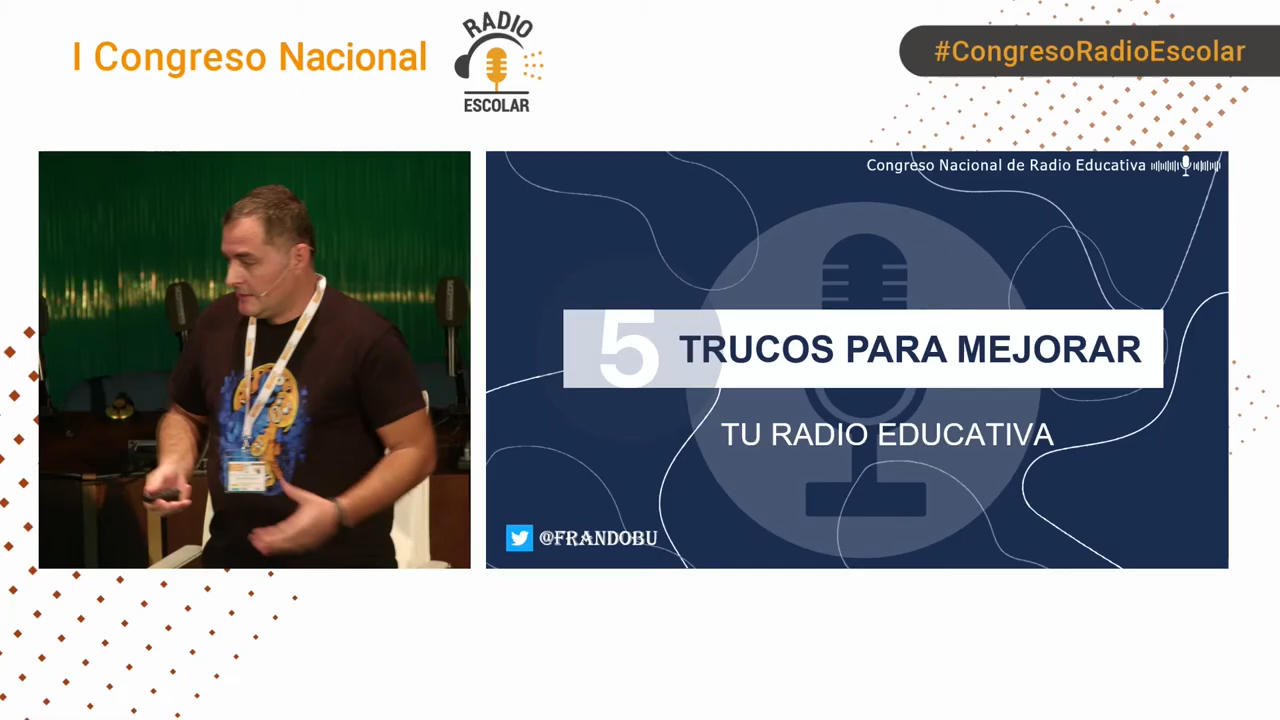 I Congreso Nacional
RADIO
ESCOLAR
#CongresoRadioEscolar
Congreso Nacional de Radio Educativa
5 TRUCOS PARA MEJORAR
TU RADIO EDUCATIVA
@FRANDOBU